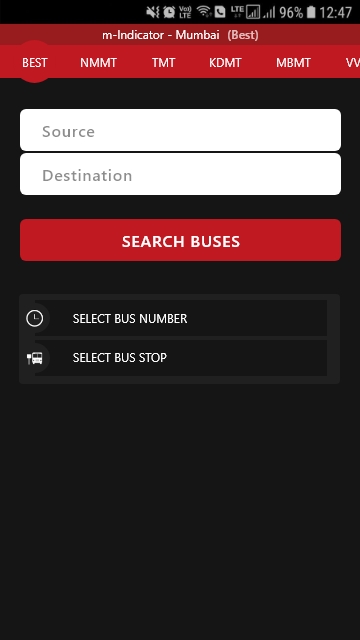 Vo) LTE LTE 96% 12:47
m-Indicator - Mumbai (Best)
BEST NMMT TMT KDMT MBMT VV
Source
Destination
SEARCH BUSES
SELECT BUS NUMBER
SELECT BUS STOP